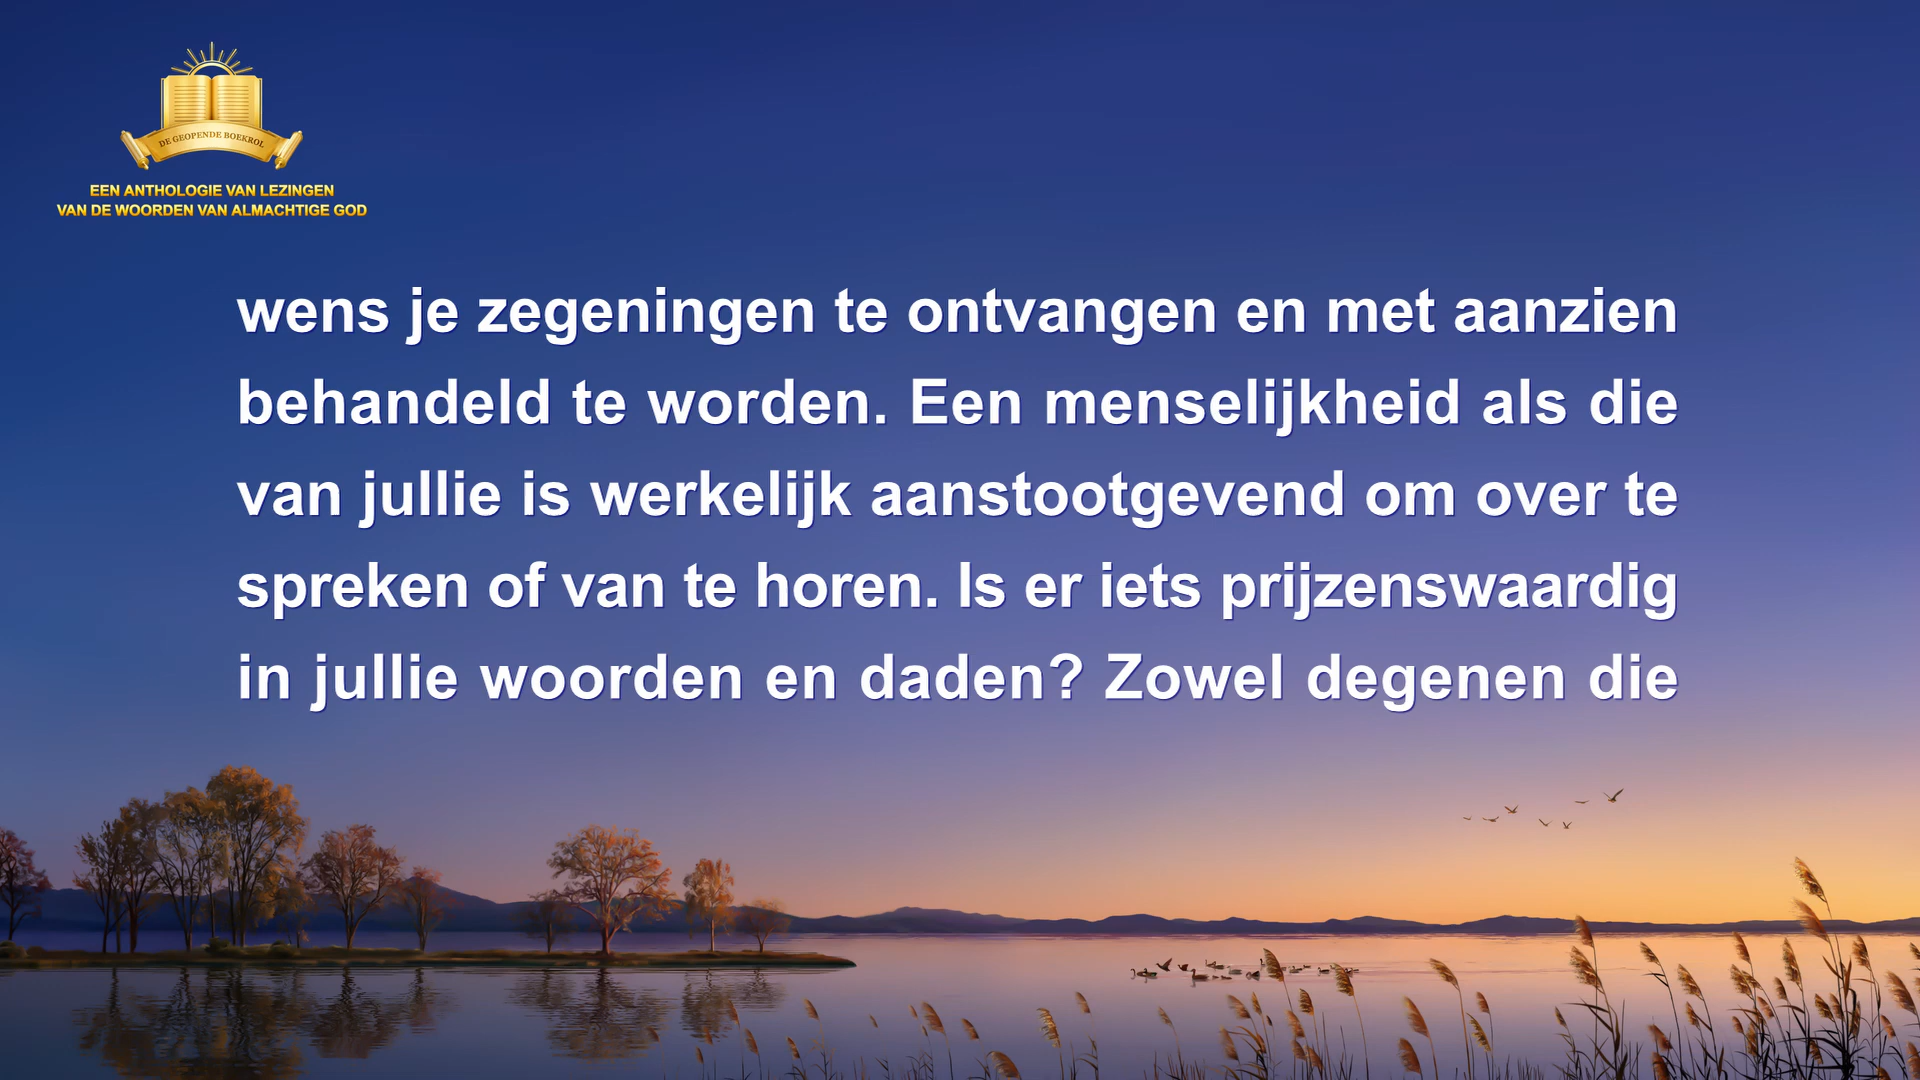 DE GEOPENDE BOEKROL
EEN ANTHOLOGIE VAN LEZINGEN
VAN DE WOORDEN VAN ALMACHTIGE GOD
wens je zegeningen te ontvangen en met aanzien
behandeld te worden. Een menselijkheid als die
van jullie is werkelijk aanstootgevend om over te
spreken of van te horen. Is er iets prijzenswaardig
in jullie woorden en daden? Zowel degenen die